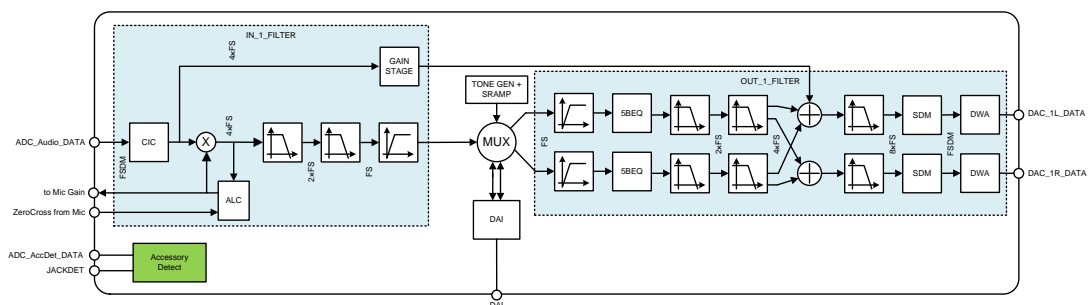 IN_1_FILTER
4xFS
GAIN
STAGE
TONE GEN +
SRAMP
OUT_1_FILTER
ADC_Audio_DATA
FSDM
CIC
X
4xFS
2xFS
FS
MUX
FS
5BEQ
2xFS
4xFS
8xFS
SDM
FSDM
DWA
DAC_1L_DATA
5BEQ
SDM
DWA
DAC_1R_DATA
to Mic Gain
ALC
ZeroCross from Mic
DAI
ADC_AccDet_DATA
JACKDET
Accessory
Detect
DAI